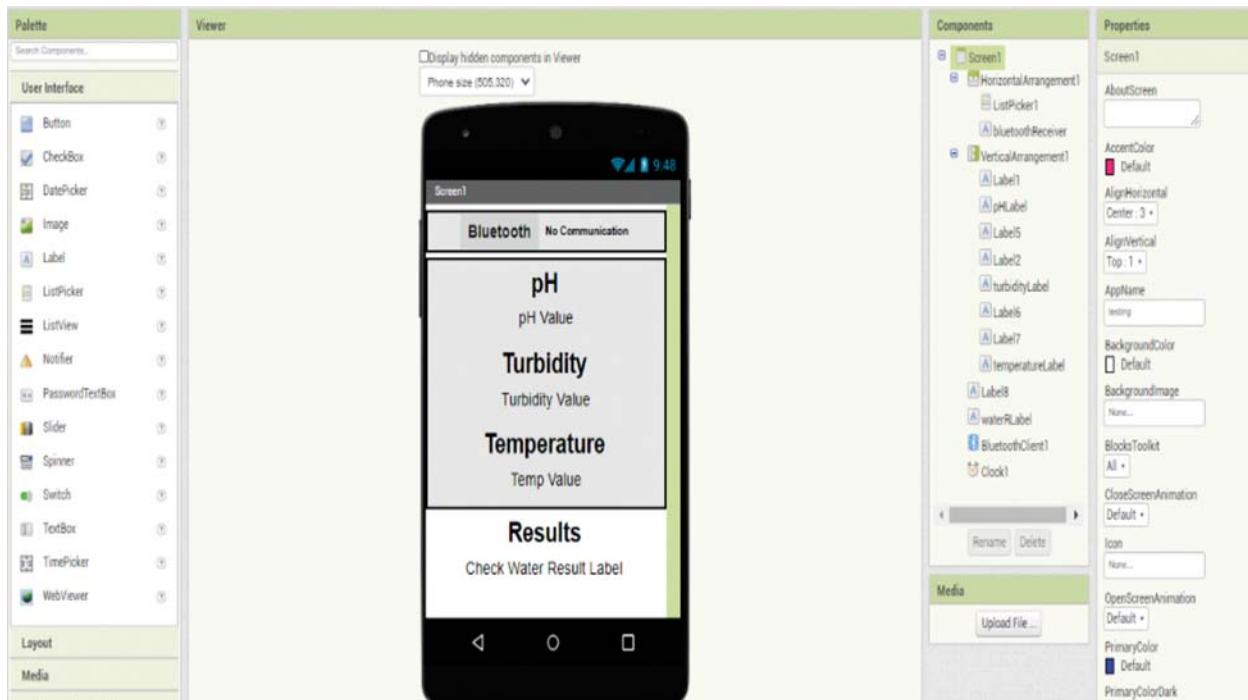 Palette
Search Components...
User Interface
Button
CheckBox
DatePicker
Image
Label
ListPicker
ListView
Notifier
PasswordTextBox
Slider
Spinner
Switch
TextBox
TimePicker
WebViewer
Layout
Media
Viewer
Display hidden components in Viewer
Phone size (505,320)
9:48
Screen1
Bluetooth No Communication
pH
pH Value
Turbidity
Turbidity Value
Temperature
Temp Value
Results
Check Water Result Label
Components
Screen1
HorizontalArrangement1
ListPicker1
bluetoothReceiver
VerticalArrangement1
Label1
pHLabel
Label5
Label2
turbidityLabel
Label6
Label7
temperatureLabel
Label8
waterRLabel
BluetoothClient1
Clock1
Rename Delete
Media
Upload File ...
Properties
Screen1
AboutScreen
AccentColor
Default
AlignHorizontal
Center : 3
AlignVertical
Top : 1
AppName
testing
BackgroundColor
Default
BackgroundImage
None...
BlocksToolkit
All
CloseScreenAnimation
Default
Icon
None...
OpenScreenAnimation
Default
PrimaryColor
Default
PrimaryColorDark